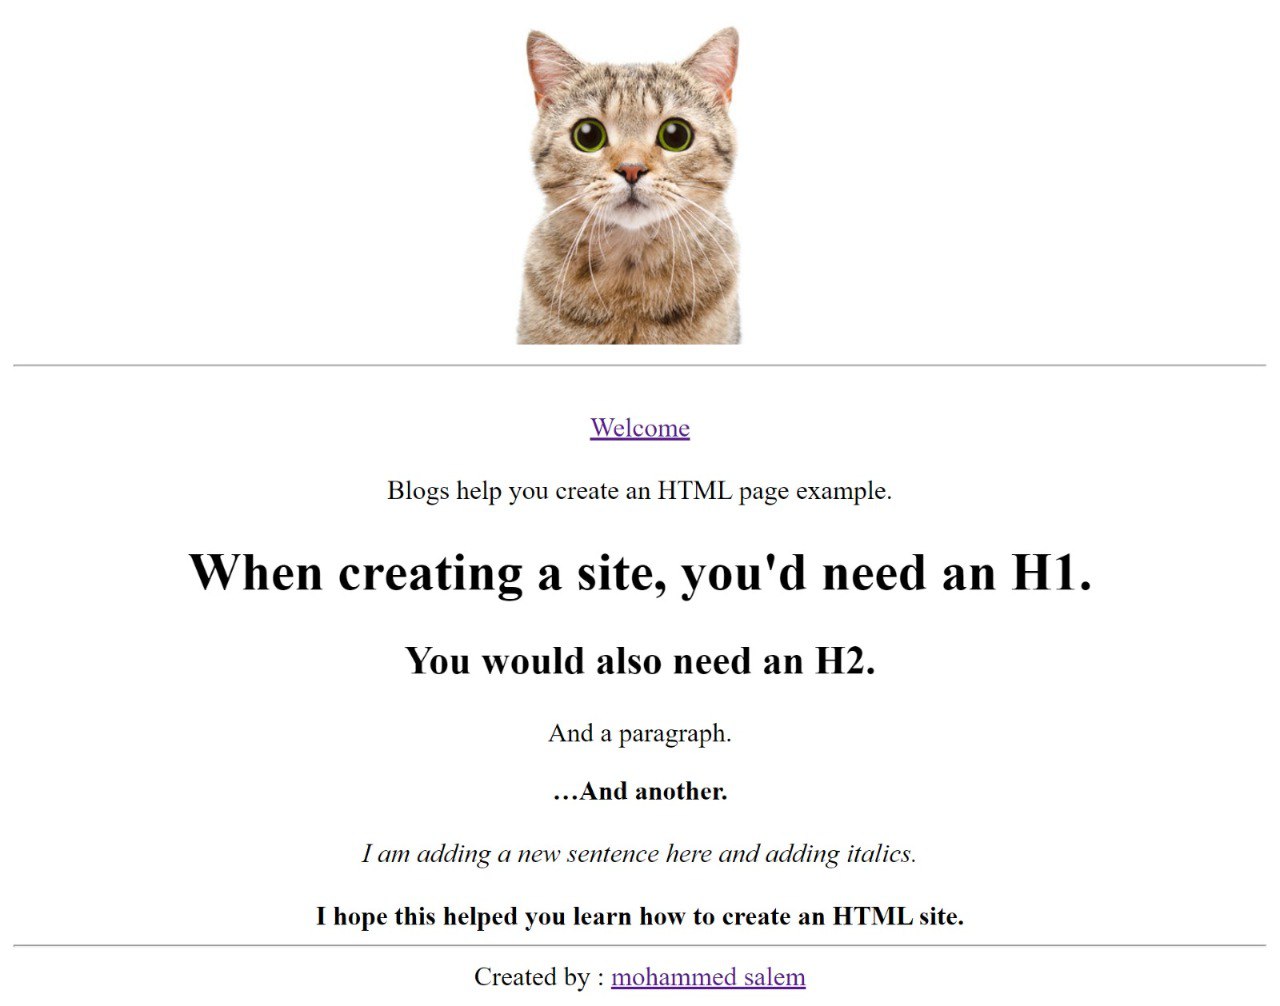 Welcome
Blogs help you create an HTML page example.
When creating a site, you'd need an H1.
You would also need an H2.
And a paragraph.
…And another.
I am adding a new sentence here and adding italics.
I hope this helped you learn how to create an HTML site.
Created by : mohammed salem